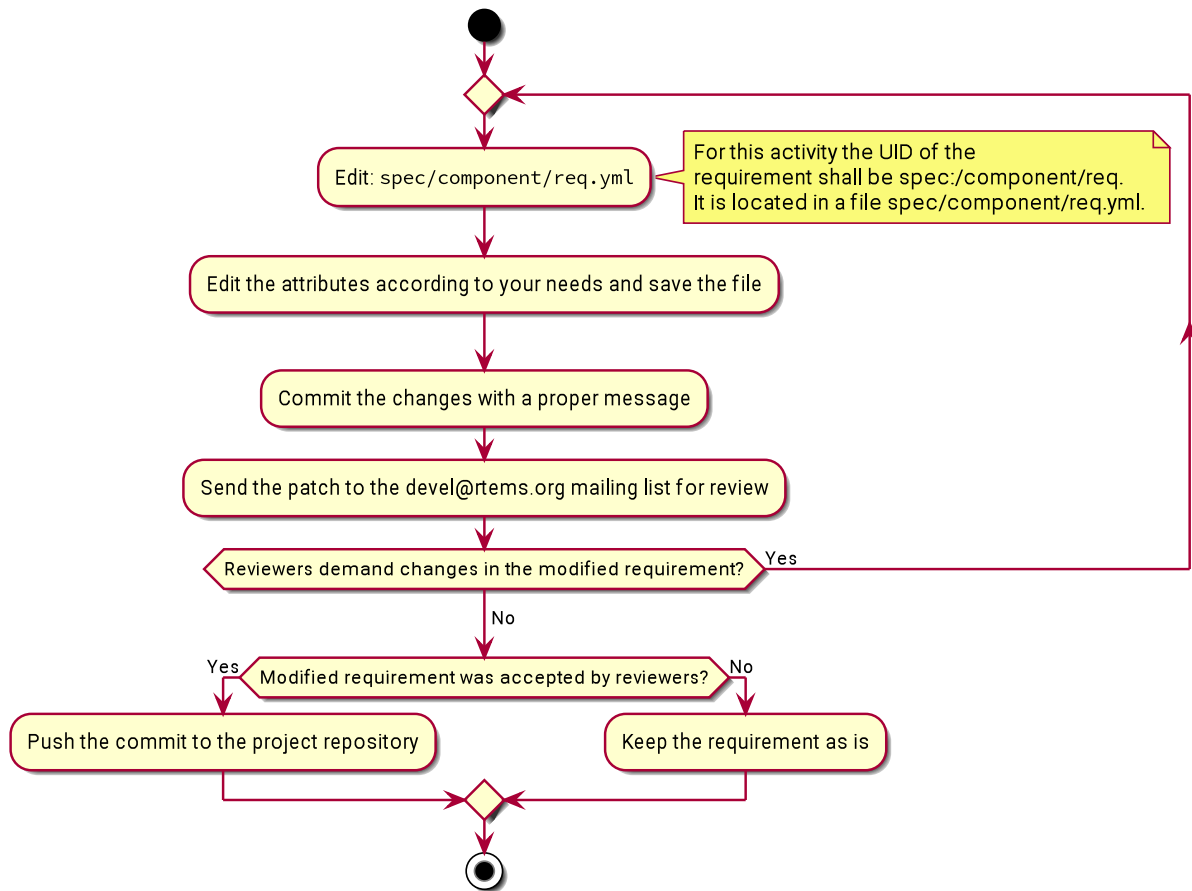 Edit: spec/component/req.yml
For this activity the UID of the
requirement shall be spec:/component/req.
It is located in a file spec/component/req.yml.
Edit the attributes according to your needs and save the file
Commit the changes with a proper message
Send the patch to the devel@rtems.org mailing list for review
Reviewers demand changes in the modified requirement?
Yes
No
Yes
Modified requirement was accepted by reviewers?
No
Push the commit to the project repository
Keep the requirement as is